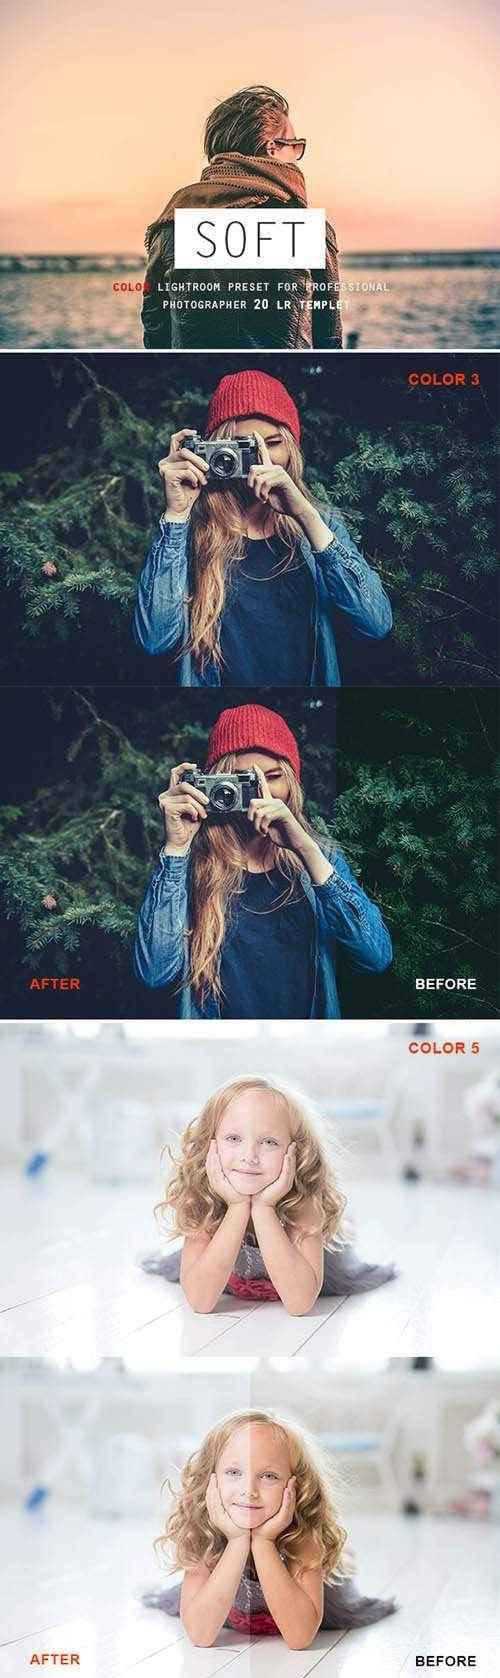 SOFT
COLOR LIGHTROOM PRESET FOR PROFESSIONAL
PHOTOGRAPHER 20 LR TEMPLET
COLOR 3
AFTER
BEFORE
COLOR 5
AFTER
BEFORE